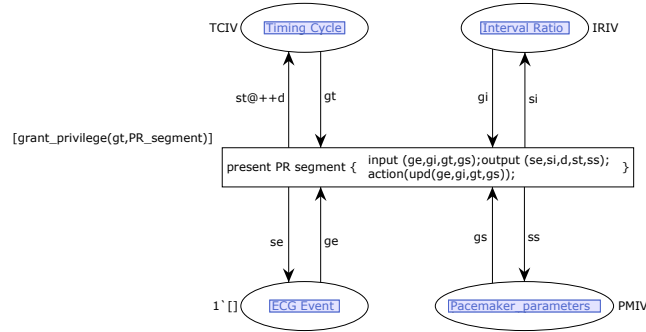 TCIV Timing Cycle Interval Ratio IRIV
st@++d gt gi si
[grant_privilege(gt,PR_segment)]
present PR segment { input (ge,gi,gt,gs);output (se,si,d,st,ss); }
action(upd(ge,gi,gt,gs));
se ge gs ss
1`[] ECG Event Pacemaker_parameters PMIV